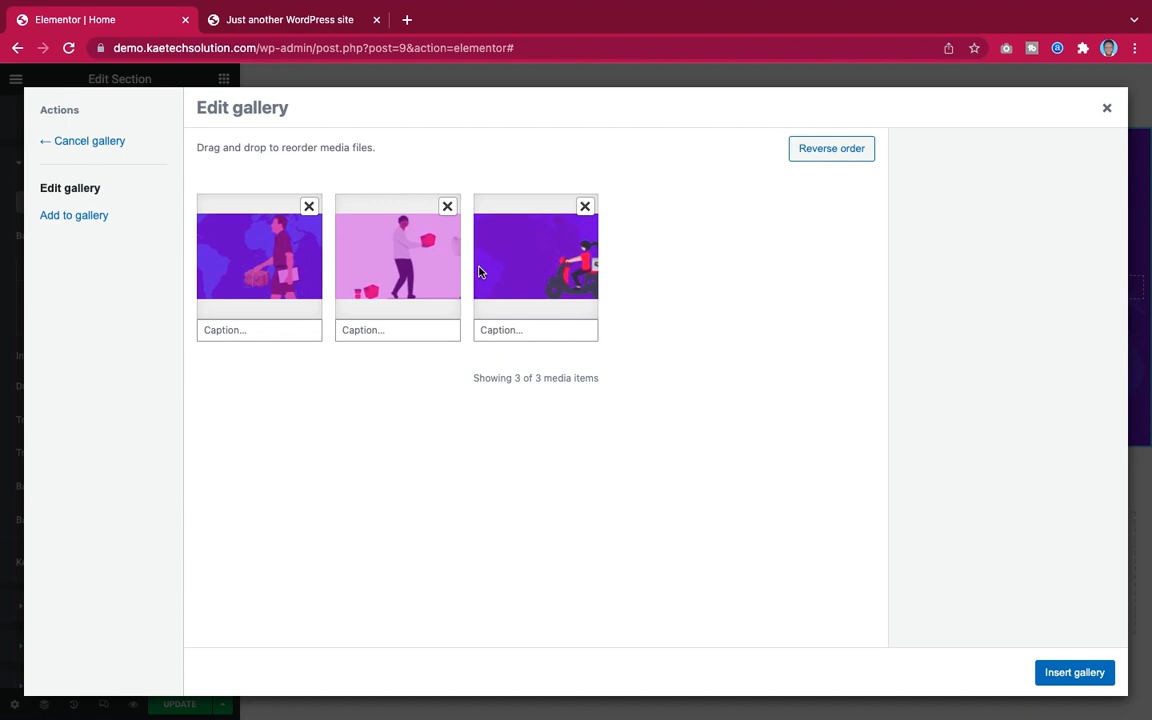 Elementor | Home
Just another WordPress site
demo.kaetechsolution.com/wp-admin/post.php?post=9&action=elementor#
Edit Section
Actions
← Cancel gallery
Edit gallery
Add to gallery
Edit gallery
Drag and drop to reorder media files.
Reverse order
Caption...
Caption...
Caption...
Showing 3 of 3 media items
Insert gallery
UPDATE